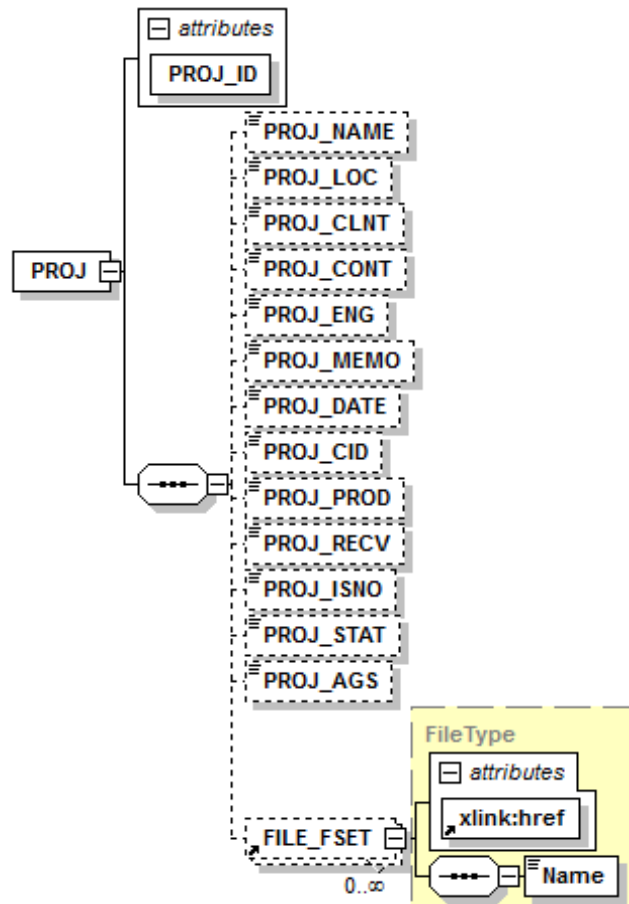 attributes
PROJ_ID
PROJ_NAME
PROJ_LOC
PROJ_CLNT
PROJ
PROJ_CONT
PROJ_ENG
PROJ_MEMO
PROJ_DATE
PROJ_CID
PROJ_PROD
PROJ_RECV
PROJ_ISNO
PROJ_STAT
PROJ_AGS
FileType
attributes
xlink:href
FILE_FSET
0..∞
Name